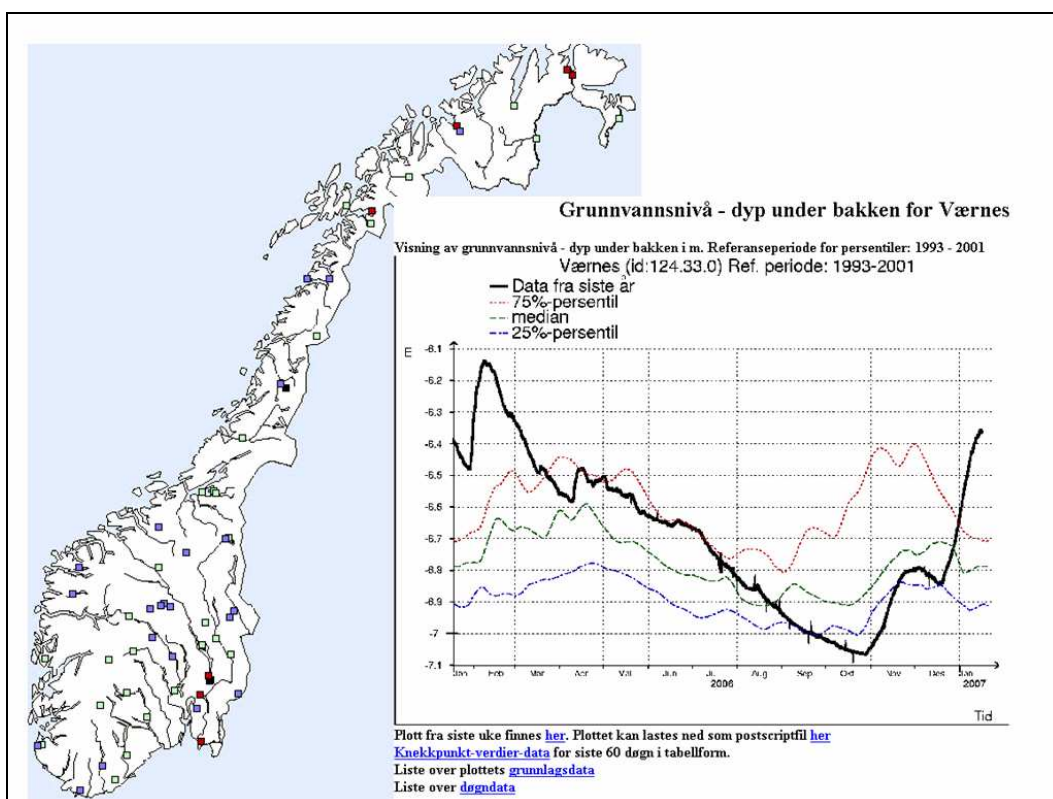 Grunnvannsnivå - dyp under bakken for Værnes
Visning av grunnvannsnivå - dyp under bakken i m. Referanseperiode for persentiler: 1993 - 2001
Værnes (id:124.33.0) Ref. periode: 1993-2001
Data fra siste år
75%-persentil
median
25%-persentil
E
-6.1
-6.2
-6.3
-6.4
-6.5
-6.6
-6.7
-6.8
-6.9
-7
-7.1
Jan Feb Mar Apr Mai Jun Jul Aug Sep Okt Nov Des Jan
2006 2007
Tid
Plott fra siste uke finnes her. Plottet kan lastes ned som postscriptfil her
Knekkpunkt-verdier-data for siste 60 døgn i tabellform.
Liste over plottets grunnlagsdata
Liste over døgndata